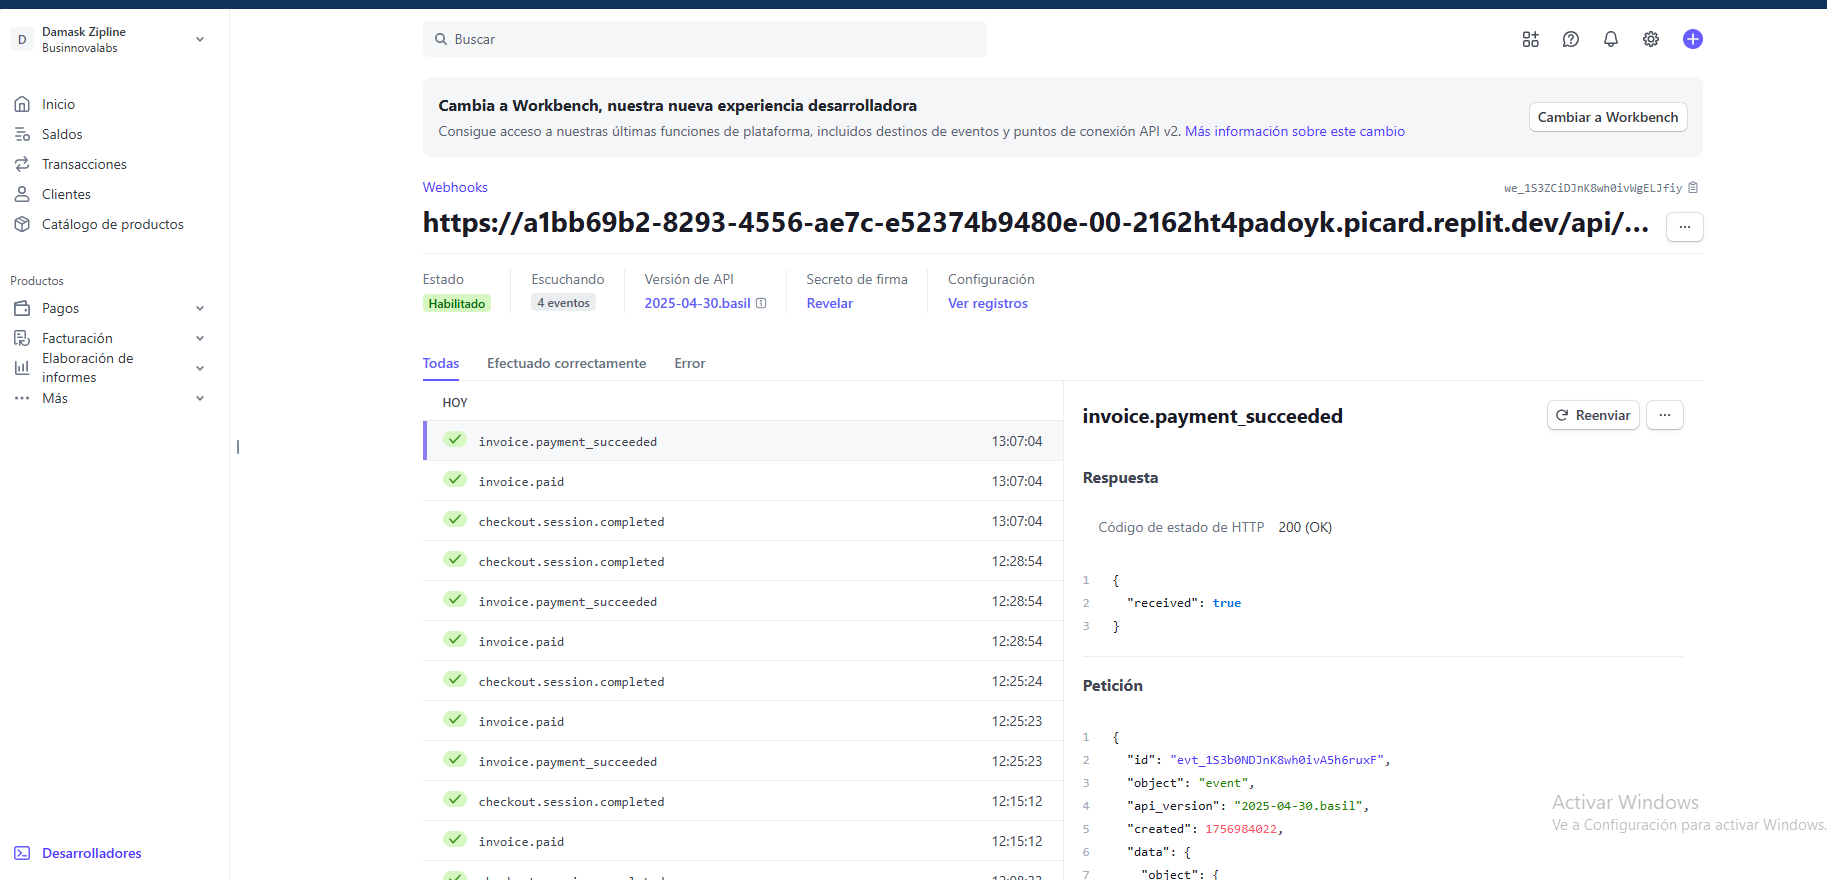 D
Damask Zipline
Businnovalabs
Buscar
Inicio
Saldos
Transacciones
Clientes
Catálogo de productos
Productos
Pagos
Facturación
Elaboración de
informes
Más
Desarrolladores
Cambia a Workbench, nuestra nueva experiencia desarrolladora
Consigue acceso a nuestras últimas funciones de plataforma, incluidos destinos de eventos y puntos de conexión API v2. Más información sobre este cambio
Cambiar a Workbench
Webhooks
we_1S3ZCiDJnK8wh0ivWgELJfiy
https://a1bb69b2-8293-4556-ae7c-e52374b9480e-00-2162ht4padoyk.picard.replit.dev/api/...
Estado
Habilitado
Escuchando
4 eventos
Versión de API
2025-04-30.basil
Secreto de firma
Revelar
Configuración
Ver registros
Todas Efectuado correctamente Error
HOY
invoice.payment_succeeded 13:07:04
invoice.paid 13:07:04
checkout.session.completed 13:07:04
checkout.session.completed 12:28:54
invoice.payment_succeeded 12:28:54
invoice.paid 12:28:54
checkout.session.completed 12:25:24
invoice.paid 12:25:23
invoice.payment_succeeded 12:25:23
checkout.session.completed 12:15:12
invoice.paid 12:15:12
invoice.payment_succeeded
Reenviar
Respuesta
Código de estado de HTTP 200 (OK)
1 {
2 "received": true
3 }
Petición
1 {
2 "id": "evt_1S3b0NDJnK8wh0ivA5h6ruxF",
3 "object": "event",
4 "api_version": "2025-04-30.basil",
5 "created": 1756984022,
6 "data": {
7 "object": {
Activar Windows
Ve a Configuración para activar Windows.